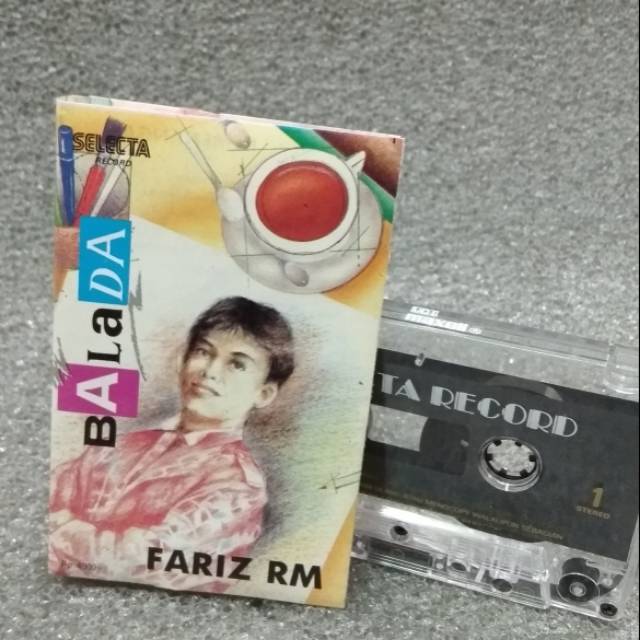 SELECTA
RECORD
BALaDA
FARIZ RM
TA RECORD
1
STEREO